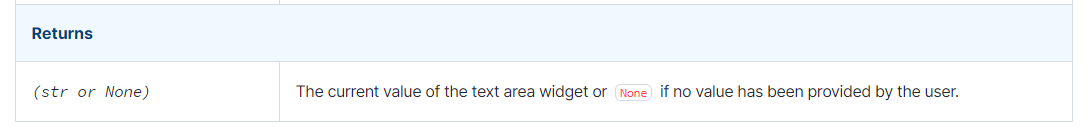 Returns
(str or None)
The current value of the text area widget or None if no value has been provided by the user.